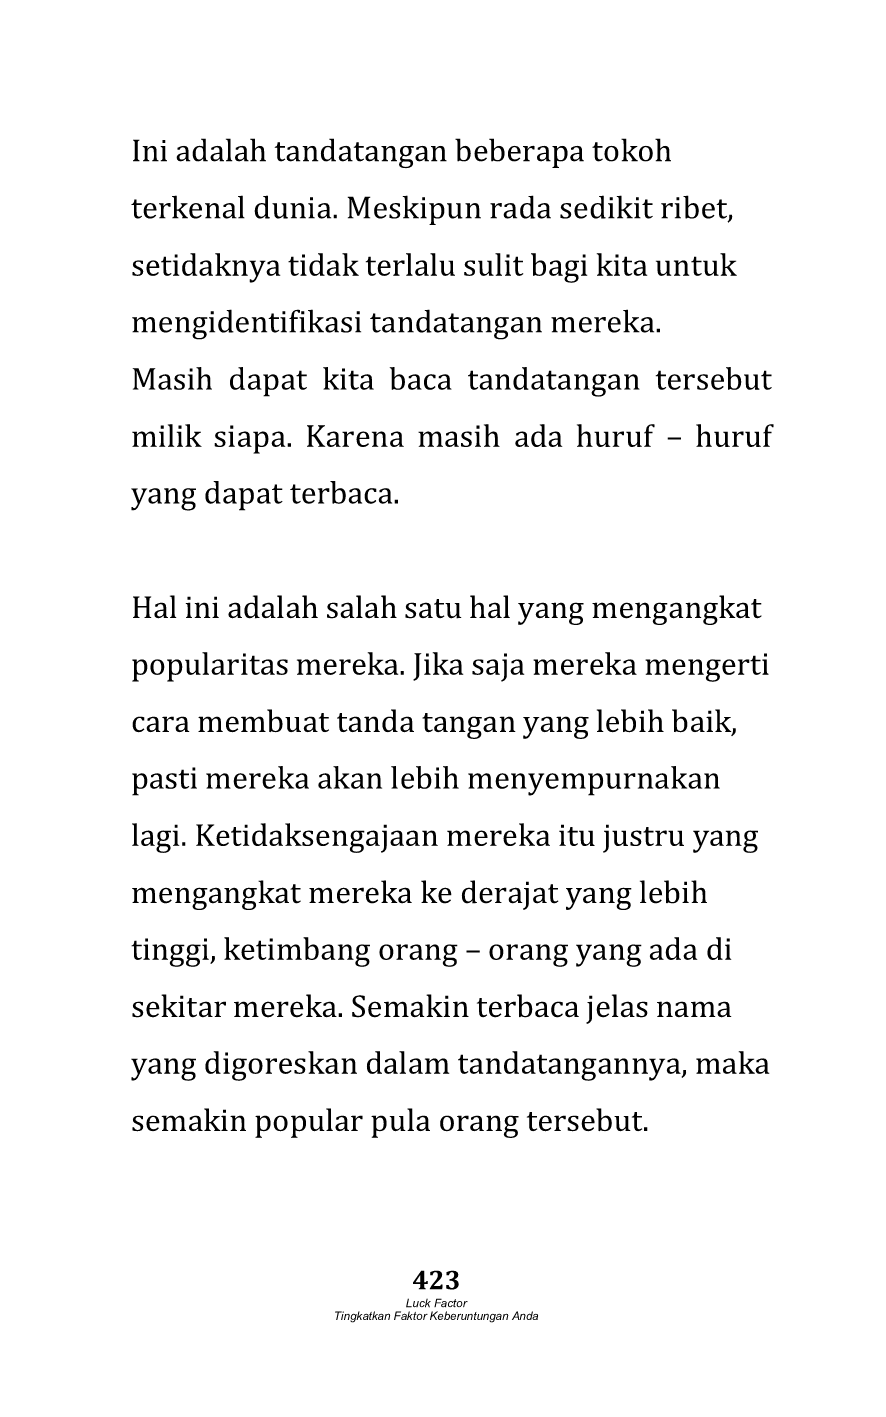 Ini adalah tandatangan beberapa tokoh
terkenal dunia. Meskipun rada sedikit ribet,
setidaknya tidak terlalu sulit bagi kita untuk
mengidentifikasi tandatangan mereka.
Masih dapat kita baca tandatangan tersebut
milik siapa. Karena masih ada huruf – huruf
yang dapat terbaca.
Hal ini adalah salah satu hal yang mengangkat
popularitas mereka. Jika saja mereka mengerti
cara membuat tanda tangan yang lebih baik,
pasti mereka akan lebih menyempurnakan
lagi. Ketidaksengajaan mereka itu justru yang
mengangkat mereka ke derajat yang lebih
tinggi, ketimbang orang – orang yang ada di
sekitar mereka. Semakin terbaca jelas nama
yang digoreskan dalam tandatangannya, maka
semakin popular pula orang tersebut.
423
Luck Factor
Tingkatkan Faktor Keberuntungan Anda